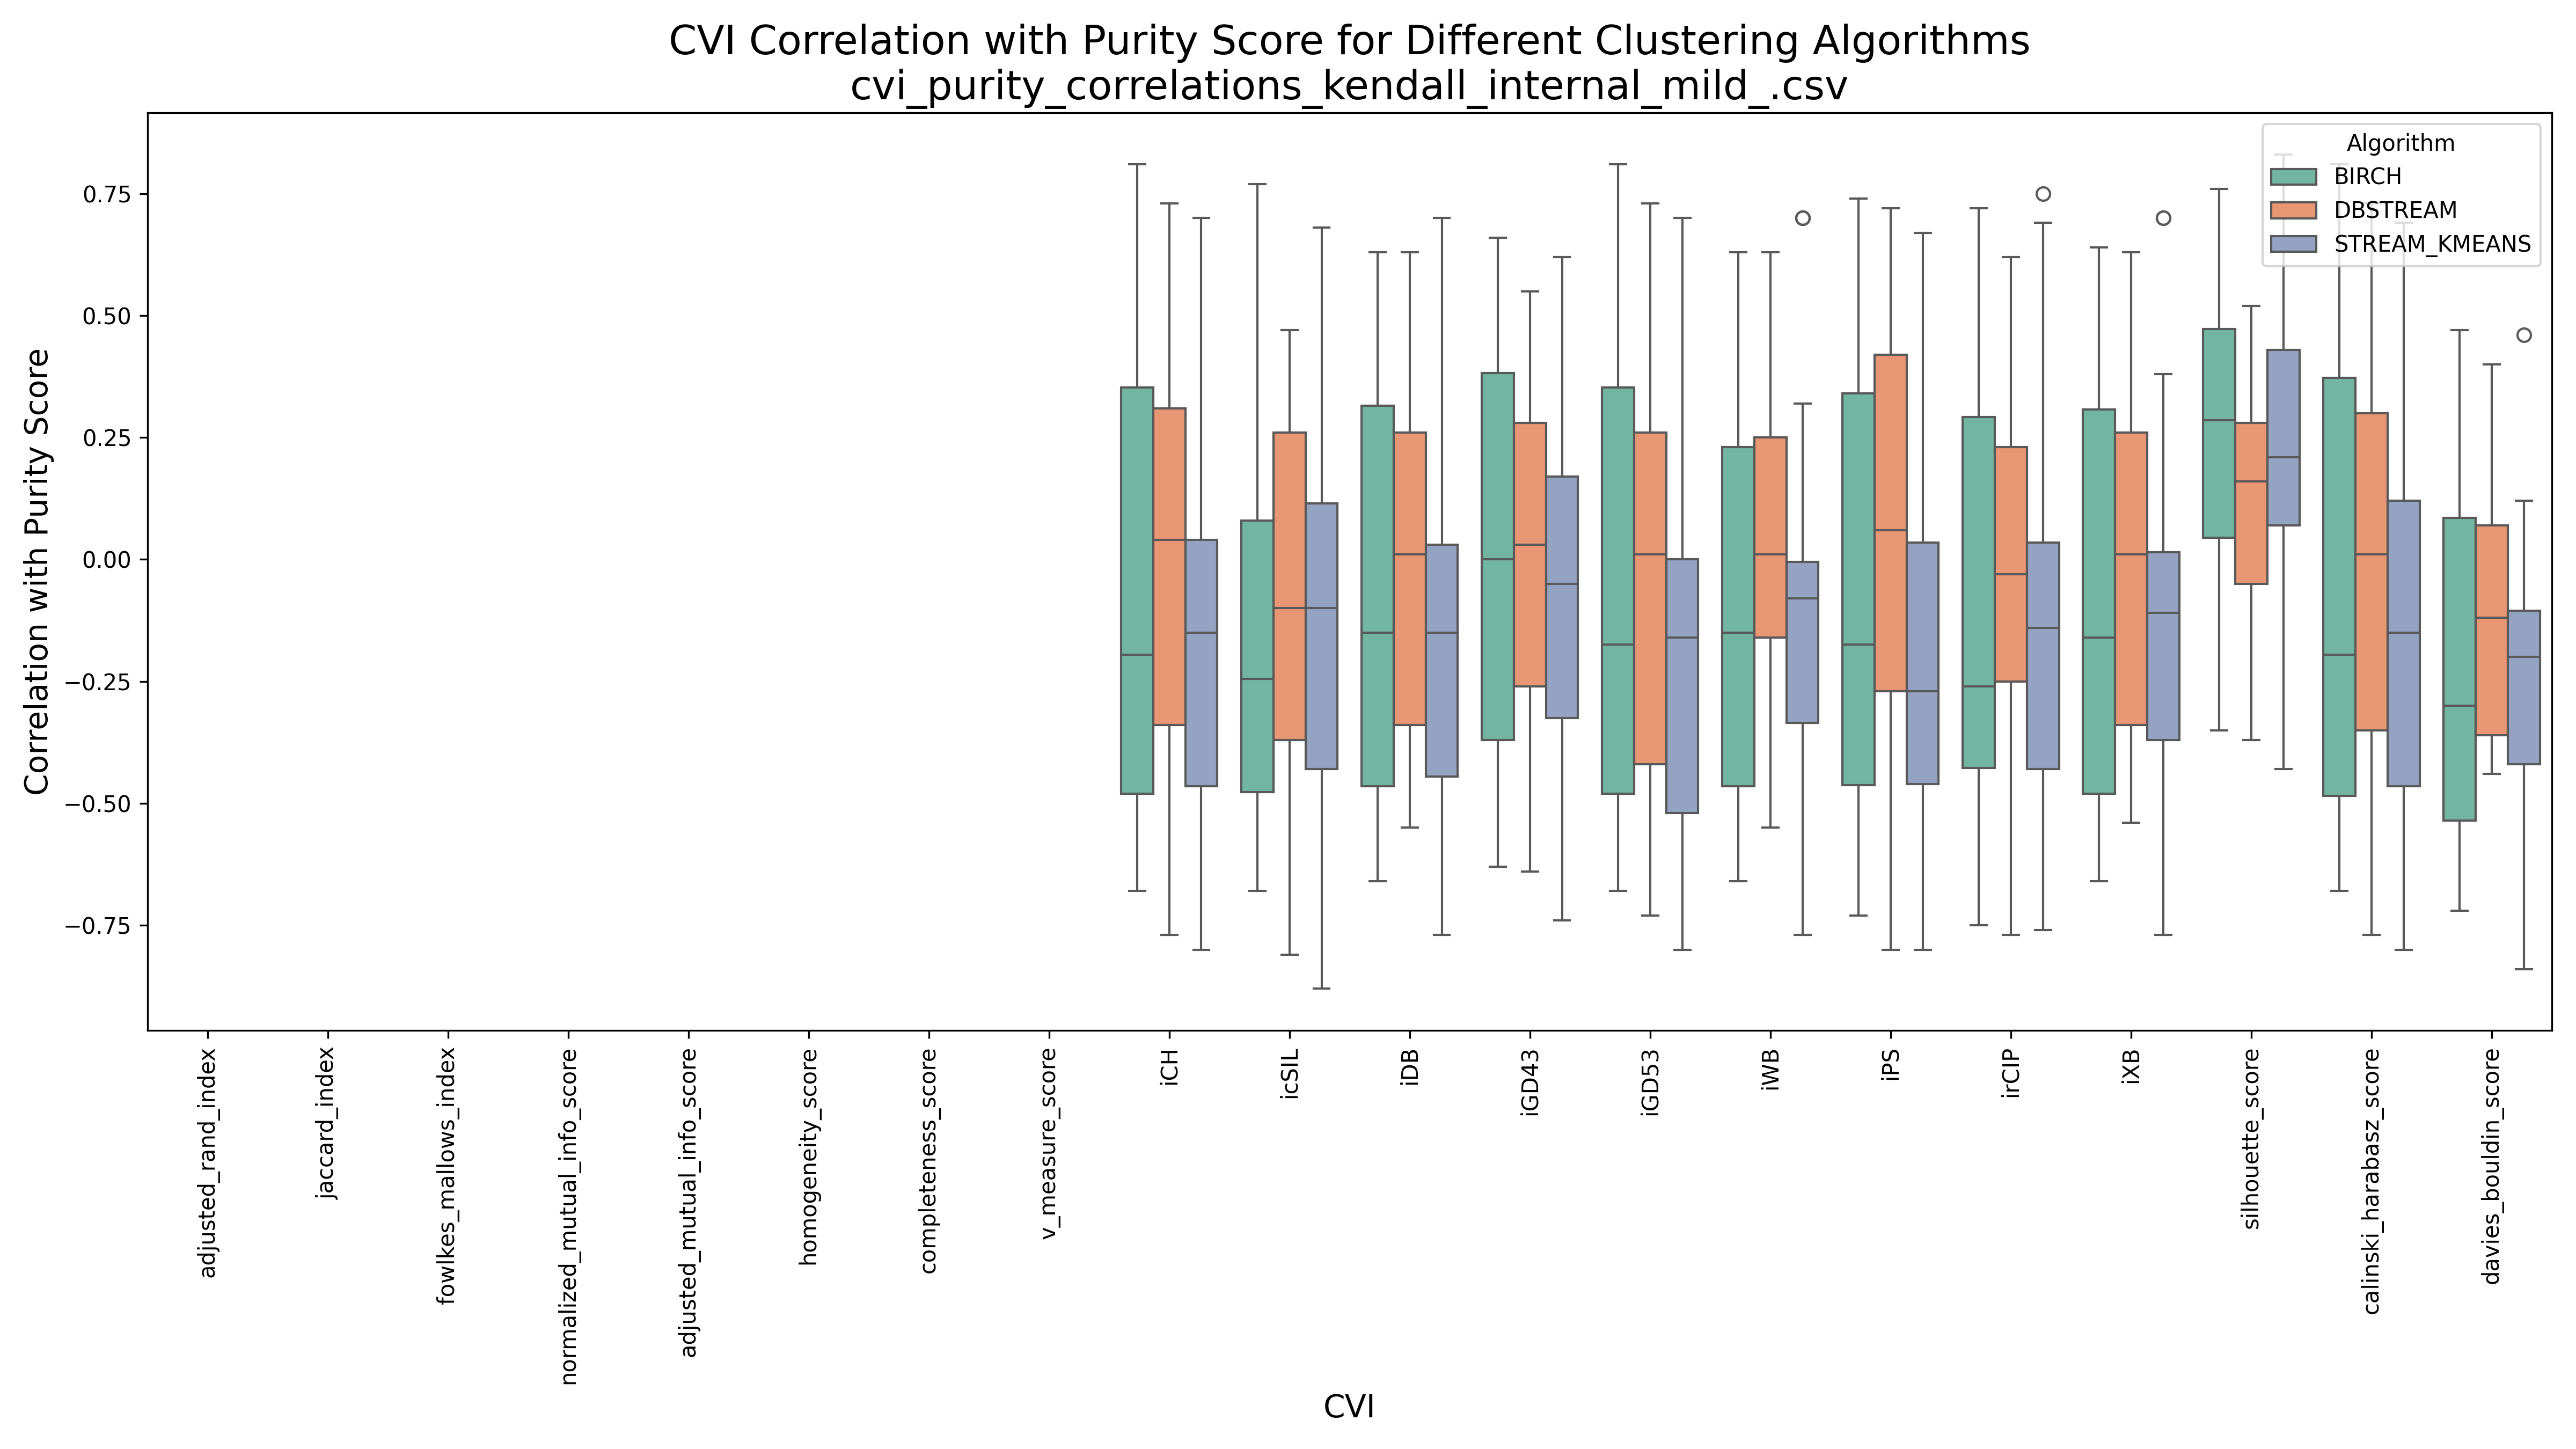 CVI Correlation with Purity Score for Different Clustering Algorithms
cvi_purity_correlations_kendall_internal_mild_.csv
Algorithm
BIRCH
DBSTREAM
STREAM_KMEANS
Correlation with Purity Score
0.75
0.50
0.25
0.00
−0.25
−0.50
−0.75
adjusted_rand_index
jaccard_index
fowlkes_mallows_index
normalized_mutual_info_score
adjusted_mutual_info_score
homogeneity_score
completeness_score
v_measure_score
iCH
icSIL
iDB
iGD43
iGD53
iWB
iPS
irCIP
iXB
silhouette_score
calinski_harabasz_score
davies_bouldin_score
CVI